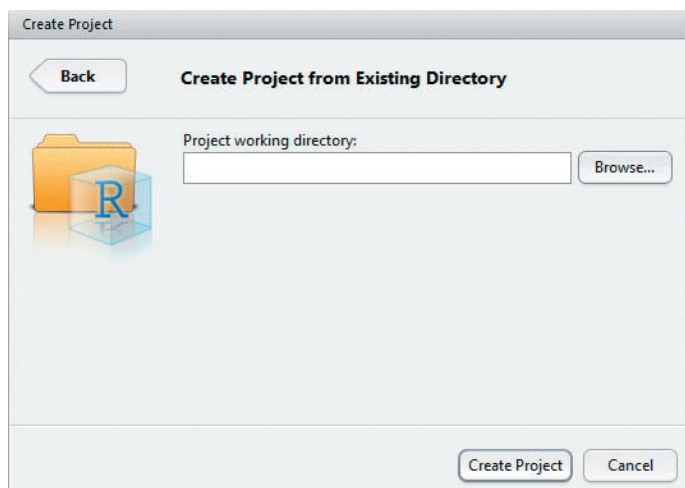 Create Project
Back
Create Project from Existing Directory
Project working directory:
Browse...
R
Create Project
Cancel